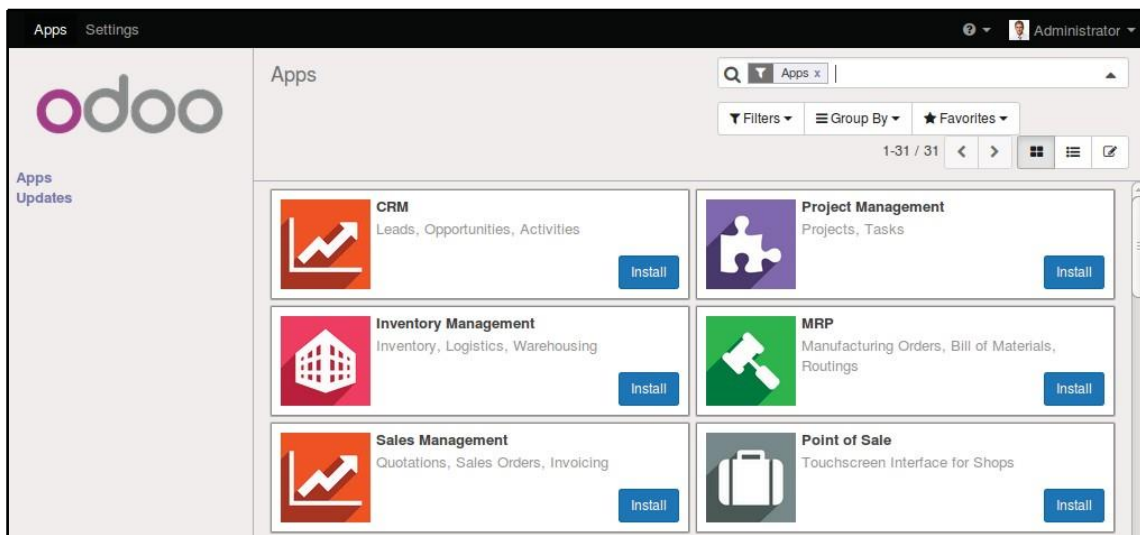 Apps Settings
Administrator
odoo
Apps
Updates
Apps
Apps x
Filters Group By Favorites
1-31 / 31
CRM
Leads, Opportunities, Activities
Install
Project Management
Projects, Tasks
Install
Inventory Management
Inventory, Logistics, Warehousing
Install
MRP
Manufacturing Orders, Bill of Materials,
Routings
Install
Sales Management
Quotations, Sales Orders, Invoicing
Install
Point of Sale
Touchscreen Interface for Shops
Install